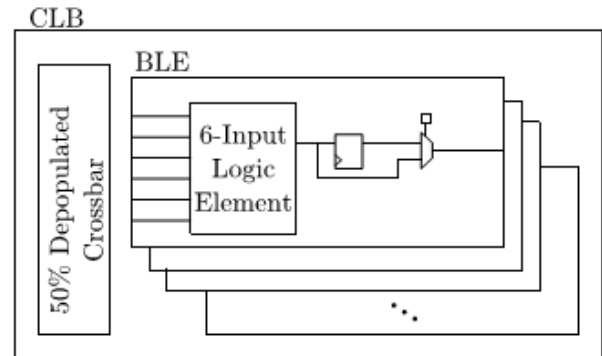 CLB
50% Depopulated
Crossbar
BLE
6-Input
Logic
Element